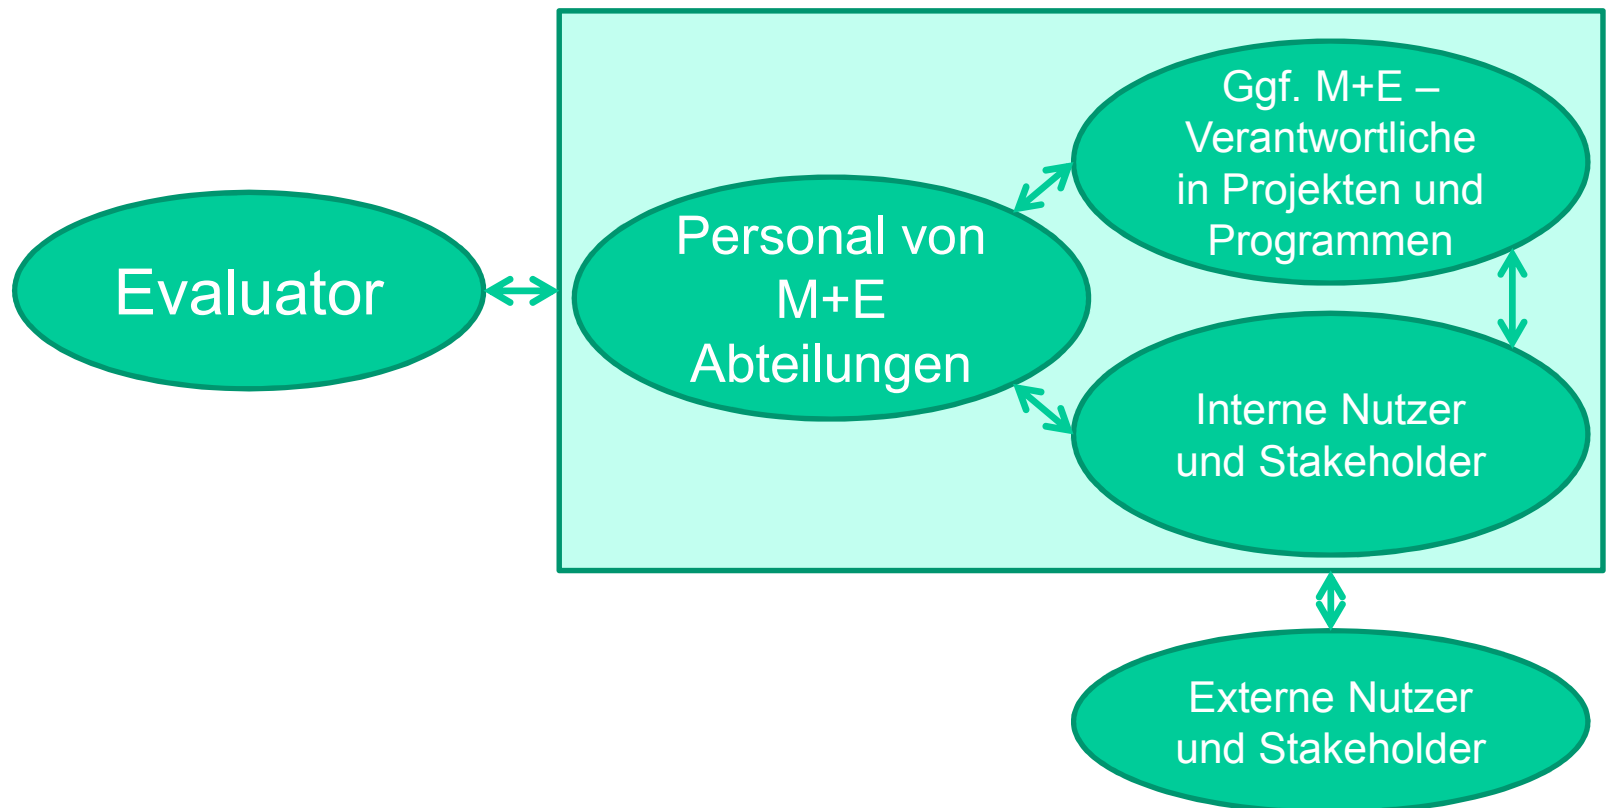 Evaluator
Personal von
M+E
Abteilungen
Ggf. M+E –
Verantwortliche
in Projekten und
Programmen
Interne Nutzer
und Stakeholder
Externe Nutzer
und Stakeholder